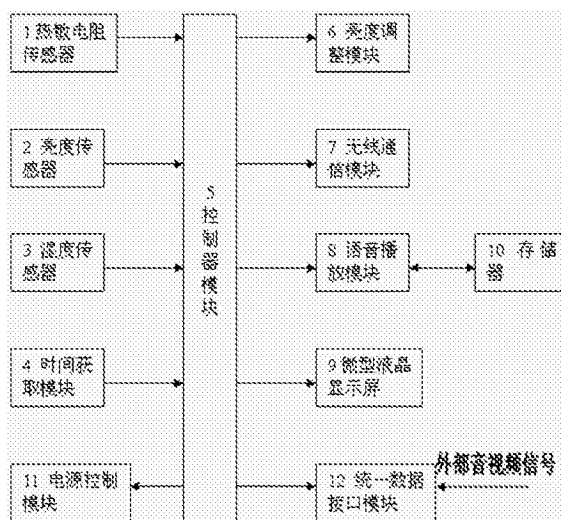 1 热敏电阻
传感器
6 亮度调
整模块
2 亮度传
感器
7 无线通
信模块
5
控
制
器
模
块
3 湿度传
感器
8 语音播
放模块
10 存储
器
4 时间获
取模块
9 微型液晶
显示屏
11 电源控制
模块
12 统一数据
接口模块
外部音视频信号